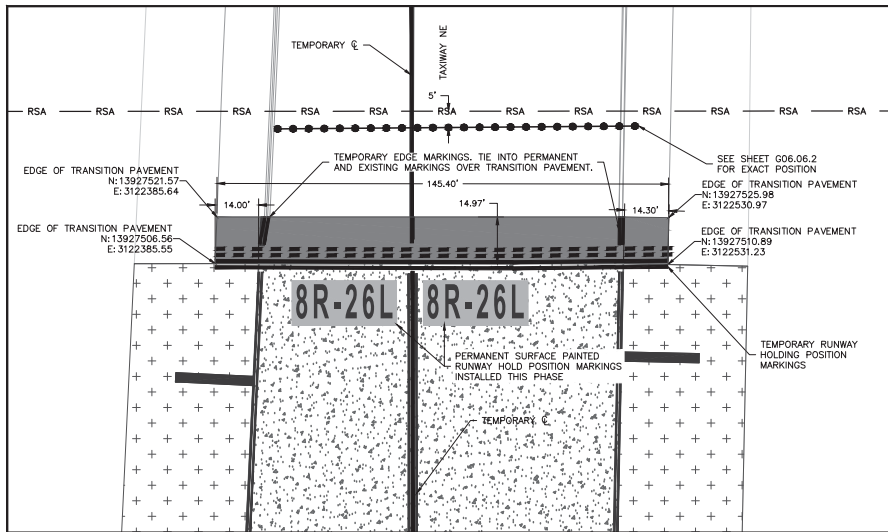 TEMPORARY ℄
TAXIWAY NE
RSA RSA RSA RSA RSA RSA RSA RSA RSA
5'
SEE SHEET G06.06.2
FOR EXACT POSITION
TEMPORARY EDGE MARKINGS. TIE INTO PERMANENT
AND EXISTING MARKINGS OVER TRANSITION PAVEMENT.
EDGE OF TRANSITION PAVEMENT
N:13927521.57
E:3122385.64
145.40'
EDGE OF TRANSITION PAVEMENT
N:13927525.98
E:3122530.97
14.00'
14.97'
14.30'
EDGE OF TRANSITION PAVEMENT
N:13927506.56
E:3122385.55
EDGE OF TRANSITION PAVEMENT
N:13927510.89
E:3122531.23
8R-26L 8R-26L
TEMPORARY RUNWAY
HOLDING POSITION
MARKINGS
PERMANENT SURFACE PAINTED
RUNWAY HOLD POSITION MARKINGS
INSTALLED THIS PHASE
TEMPORARY ℄